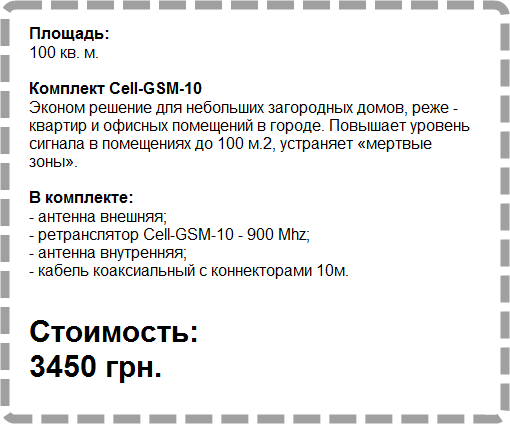 Площадь:
100 кв. м.
Комплект Cell-GSM-10
Эконом решение для небольших загородных домов, реже -
квартир и офисных помещений в городе. Повышает уровень
сигнала в помещениях до 100 м.2, устраняет «мертвые
зоны».
В комплекте:
- антенна внешняя;
- ретранслятор Cell-GSM-10 - 900 Mhz;
- антенна внутренняя;
- кабель коаксиальный с коннекторами 10м.
Стоимость:
3450 грн.